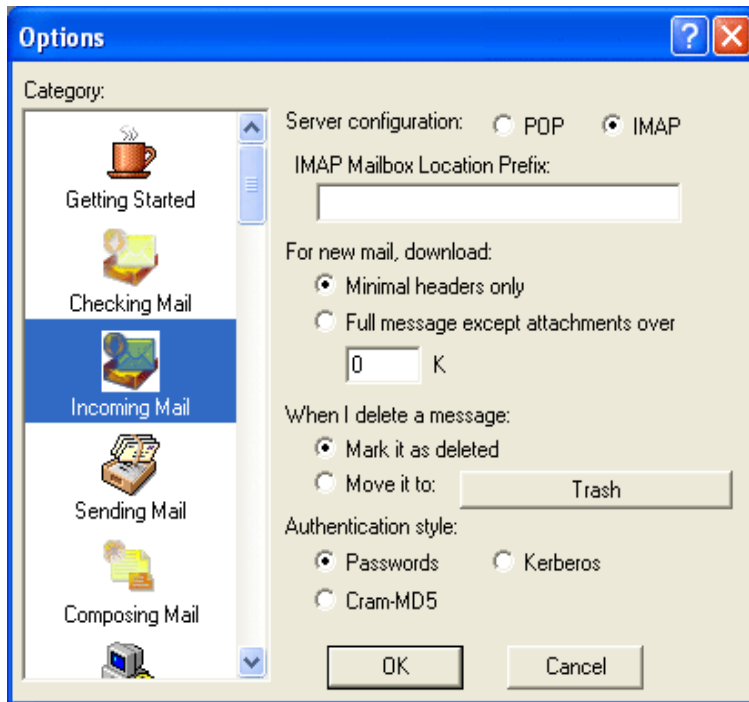 Options
Category:
Getting Started
Checking Mail
Incoming Mail
Sending Mail
Composing Mail
Server configuration: POP IMAP
IMAP Mailbox Location Prefix:
For new mail, download:
Minimal headers only
Full message except attachments over
0 K
When I delete a message:
Mark it as deleted
Move it to: Trash
Authentication style:
Passwords Kerberos
Cram-MD5
OK Cancel